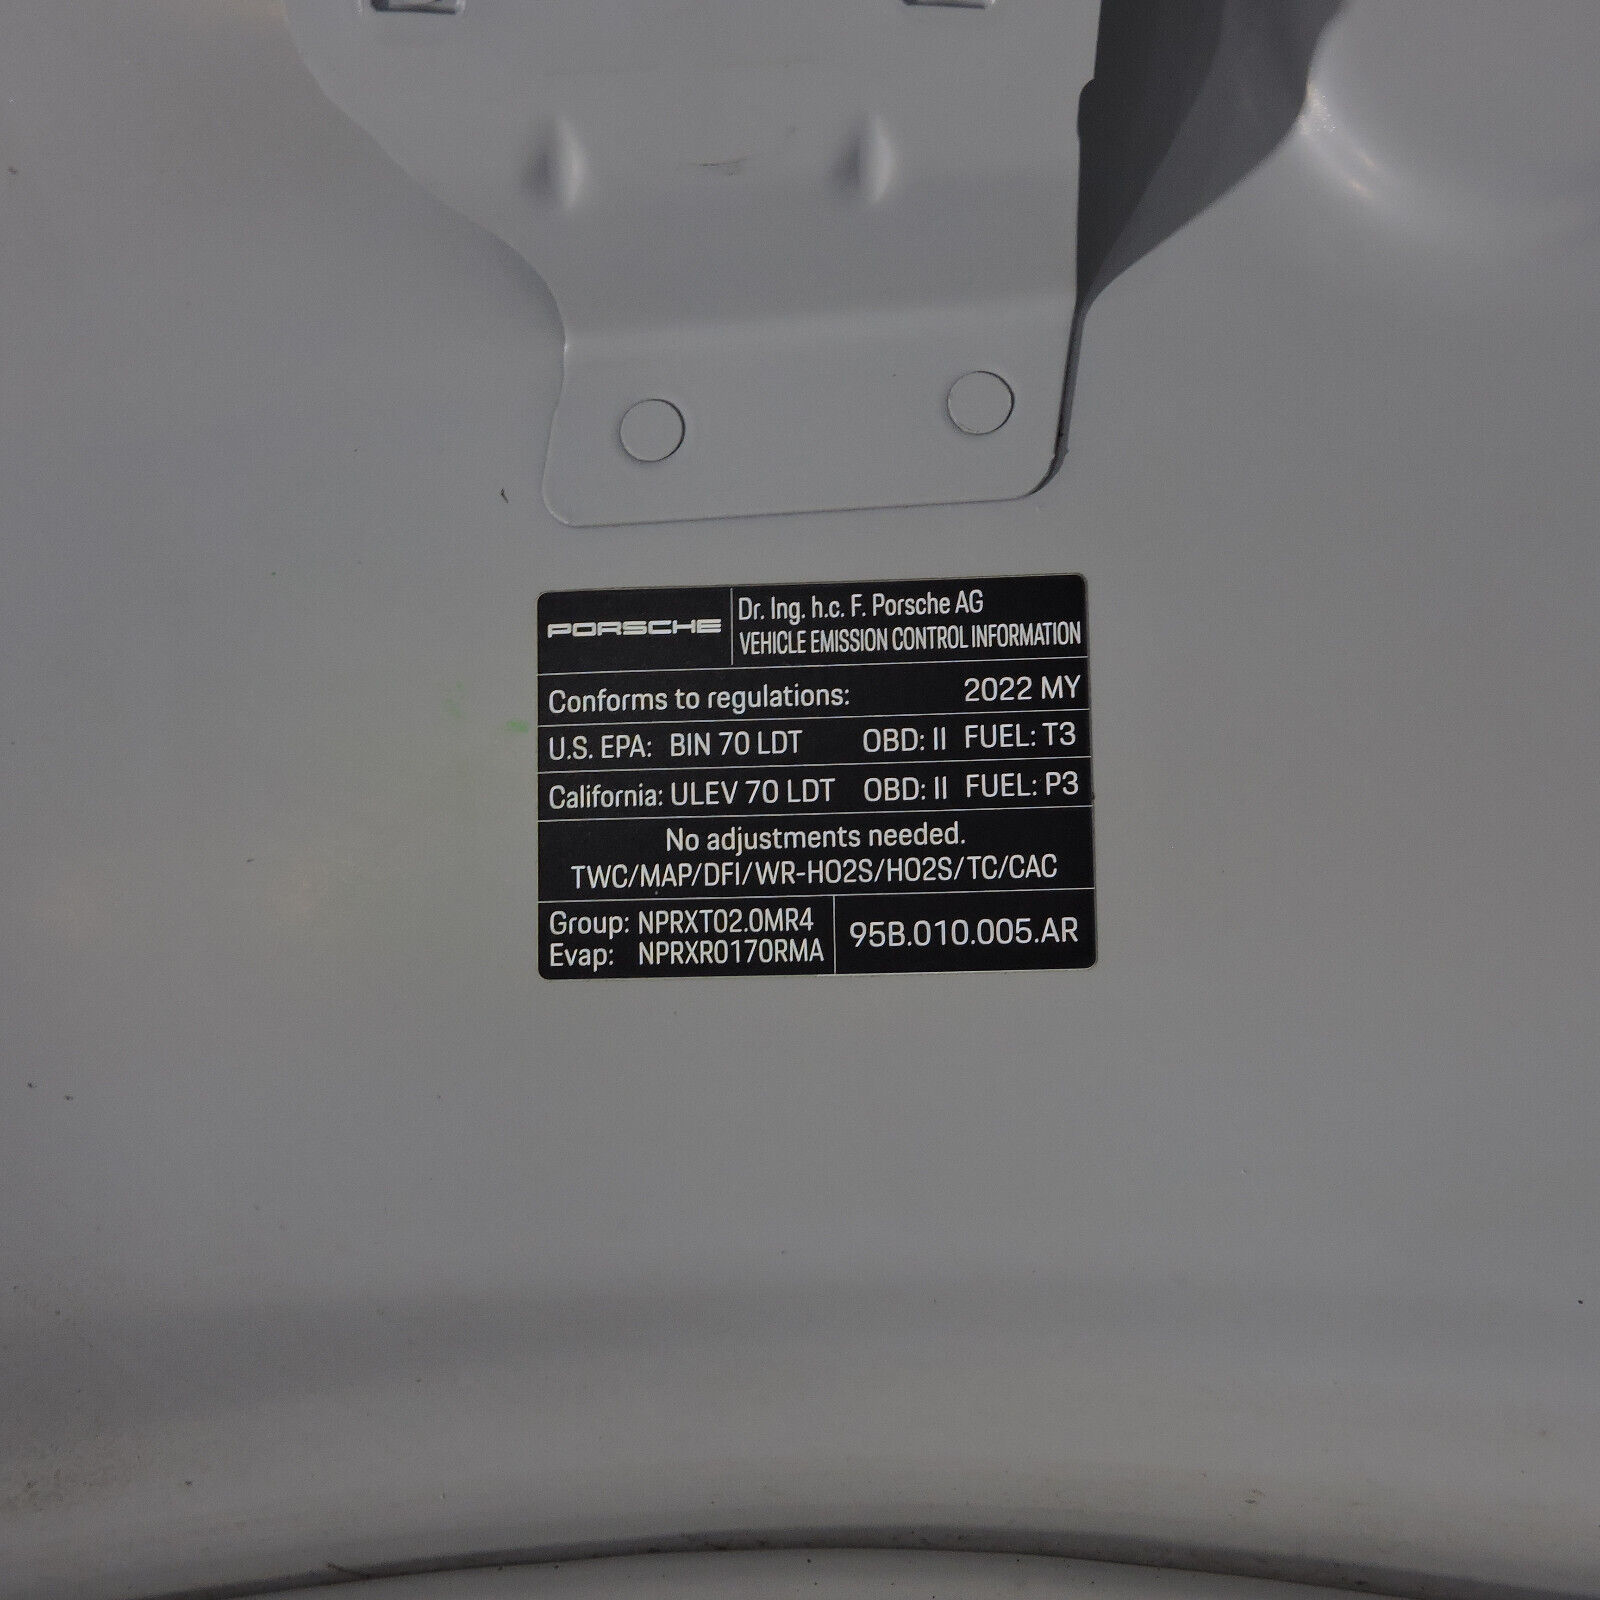 PORSCHE
Dr. Ing. h.c. F. Porsche AG
VEHICLE EMISSION CONTROL INFORMATION
Conforms to regulations: 2022 MY
U.S. EPA: BIN 70 LDT OBD: II FUEL: T3
California: ULEV 70 LDT OBD: II FUEL: P3
No adjustments needed.
TWC/MAP/DFI/WR-HO2S/HO2S/TC/CAC
Group: NPRXT02.0MR4
Evap: NPRXR0170RMA
95B.010.005.AR